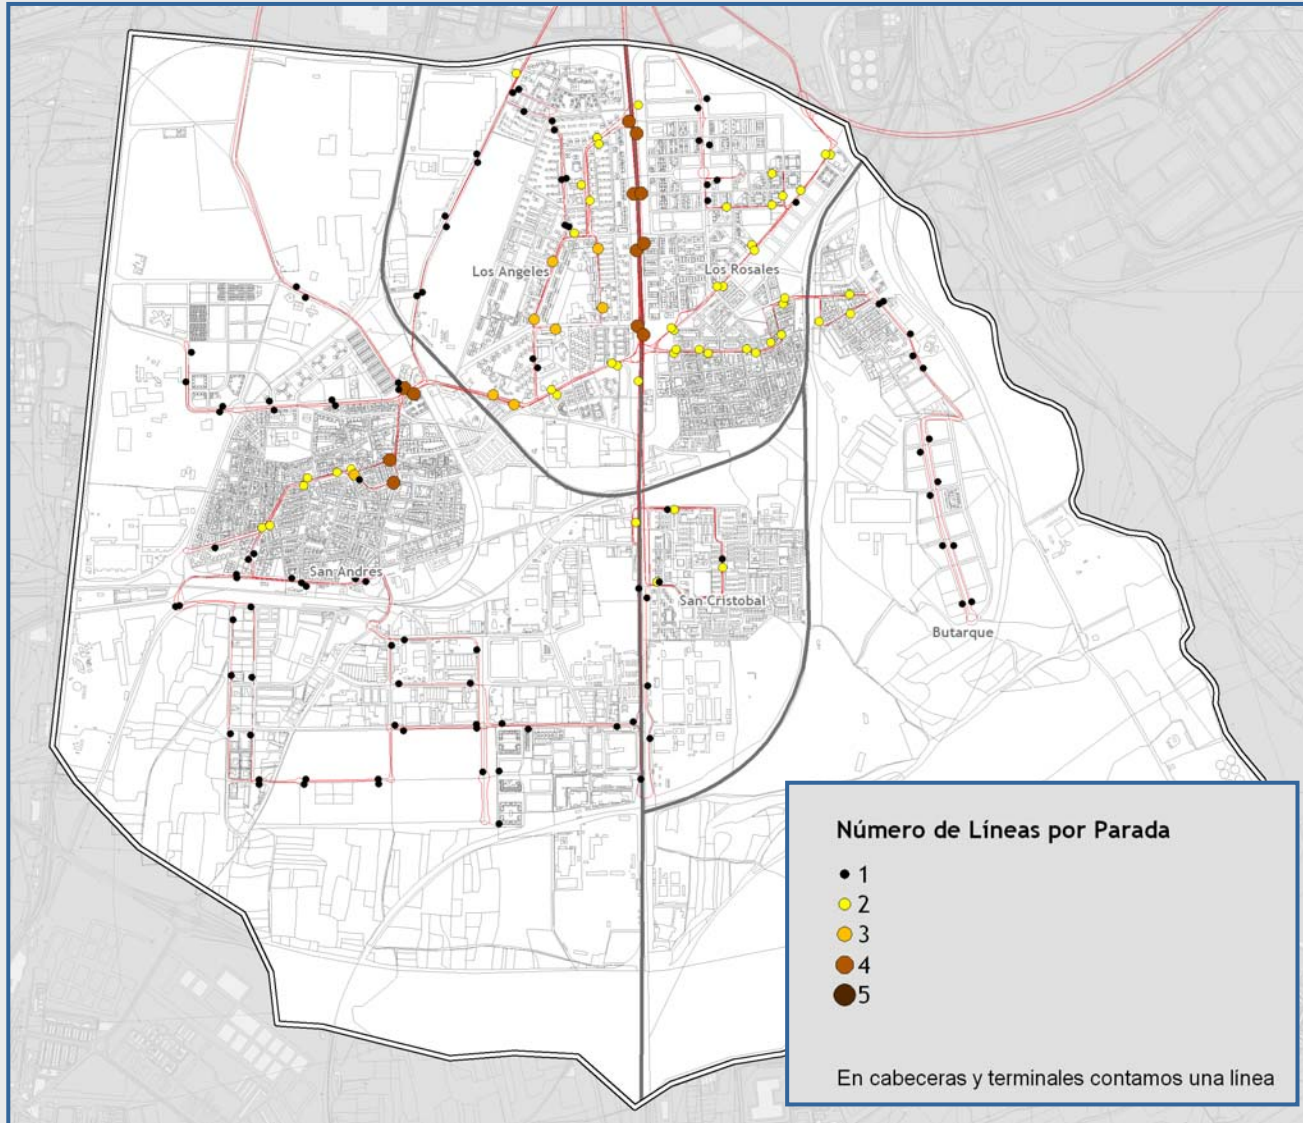 Los Angeles
Los Rosales
San Andres
San Cristobal
Butarque
Número de Líneas por Parada
1
2
3
4
5
En cabeceras y terminales contamos una línea